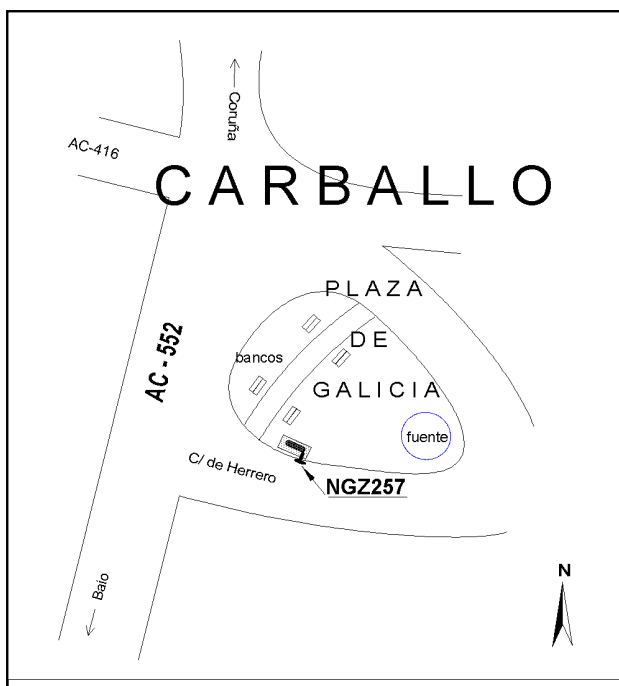 Coruña
AC-416
CARBALLO
PLAZA
DE
GALICIA
AC - 552
bancos
fuente
C/ de Herrero
NGZ257
Baio
N